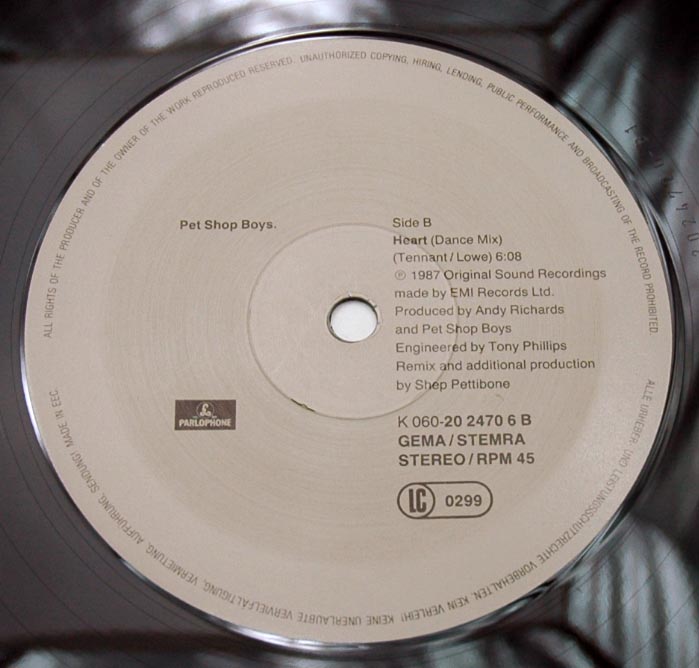 ALL RIGHTS OF THE PRODUCER AND OF THE OWNER OF THE WORK REPRODUCED RESERVED. UNAUTHORIZED COPYING, HIRING, LENDING, PUBLIC PERFORMANCE AND BROADCASTING OF THE RECORD PROHIBITED.
Pet Shop Boys.
Side B
Heart (Dance Mix)
(Tennant/Lowe) 6:08
℗ 1987 Original Sound Recordings
made by EMI Records Ltd.
Produced by Andy Richards
and Pet Shop Boys
Engineered by Tony Phillips
Remix and additional production
by Shep Pettibone
PARLOPHONE
K 060-20 2470 6 B
GEMA/STEMRA
STEREO/RPM 45
LC 0299
ALLE URHEBER- UND LEISTUNGSSCHUTZRECHTE VORBEHALTEN. KEIN VERLEIH! KEINE UNERLAUBTE VERVIELFÄLTIGUNG, VERMIETUNG, AUFFÜHRUNG, SENDUNG! MADE IN EEC.